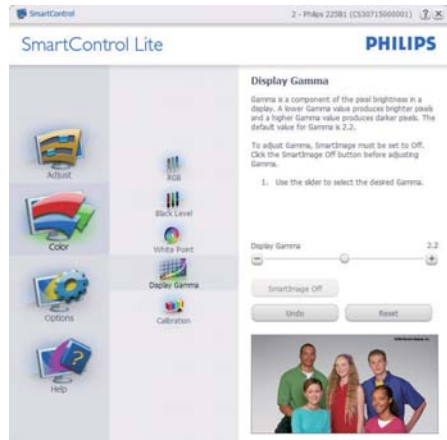 SmartControl
2 - Philips 225B1 (CS30715000001)
SmartControl Lite
PHILIPS
Adjust
Color
Options
Help
RGB
Black Level
White Point
Display Gamma
Calibration
Display Gamma
Gamma is a component of the pixel brightness in a
display. A lower Gamma value produces brighter pixels
and a higher Gamma value produces darker pixels. The
default value for Gamma is 2.2.
To adjust Gamma, SmartImage must be set to Off.
Click the SmartImage Off button before adjusting
Gamma.
1. Use the slider to select the desired Gamma.
Display Gamma 2.2
SmartImage Off
Undo Reset